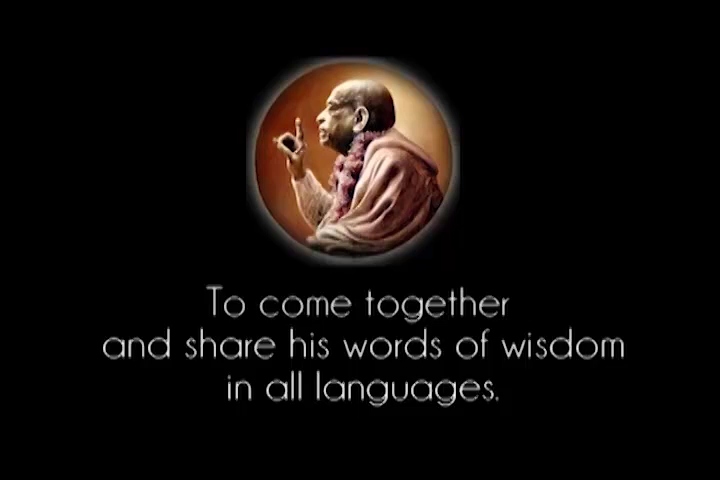 To come together
and share his words of wisdom
in all languages.